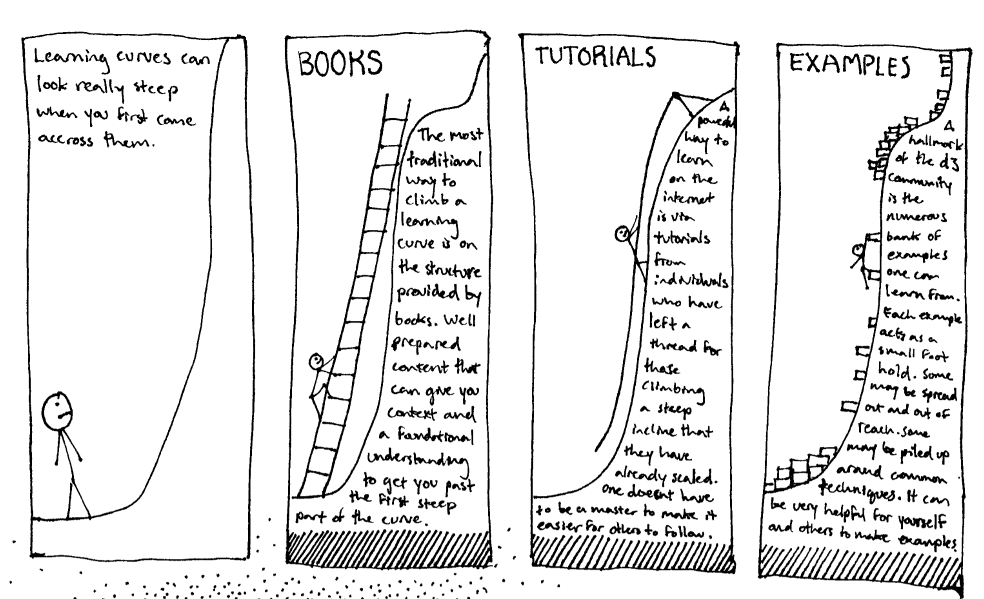 Learning curves can
look really steep
when you first come
accross them.
BOOKS
The most
traditional
way to
climb a
learning
curve is on
the structure
provided by
books. Well
prepared
content that
can give you
context and
a foundational
understanding
to get you past
the first steep
part of the curve.
TUTORIALS
A
powerful
way to
learn
on the
internet
is via
tutorials
from
individuals
who have
left a
thread for
those
climbing
a steep
incline that
they have
already scaled.
one doesnt have
to be a master to make it
easier for others to follow.
EXAMPLES
A
hallmark
of the d3
community
is the
numerous
bank of
examples
one can
learn from.
Each example
acts as a
small foot
hold. Some
may be spread
out and out of
reach. some
may be piled up
around common
techniques. It can
be very helpful for yourself
and others to make examples